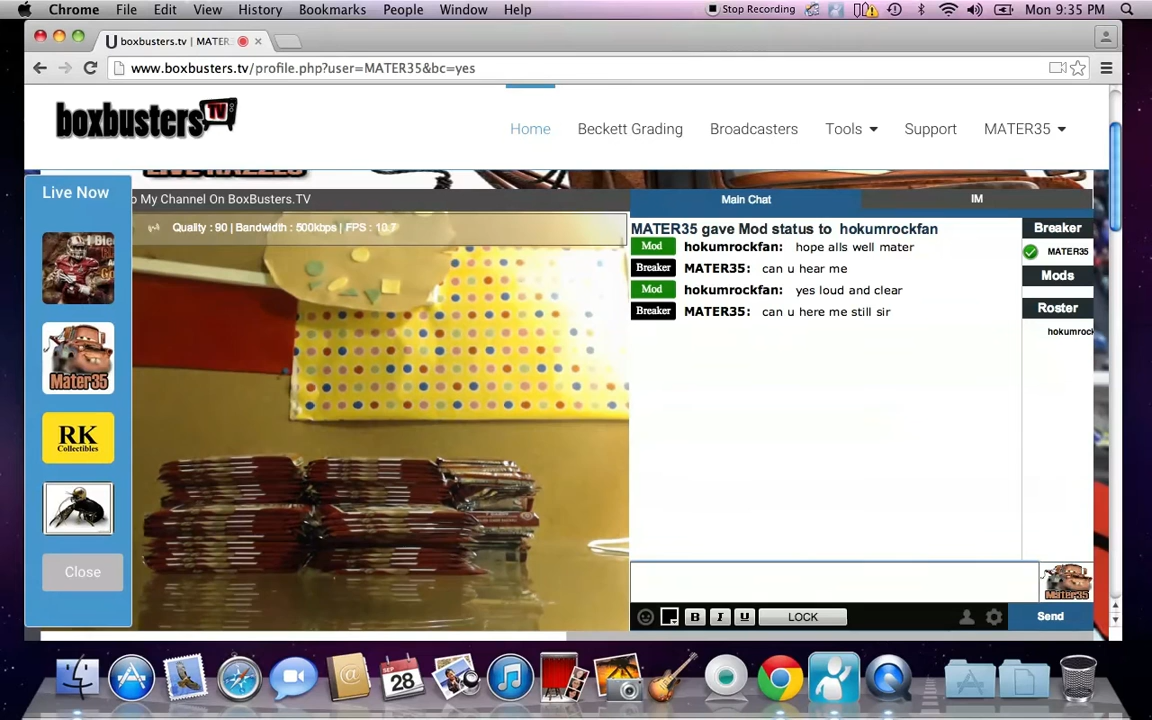 Chrome File Edit View History Bookmarks People Window Help Stop Recording Mon 9:35 PM
boxbusters.tv | MATER
www.boxbusters.tv/profile.php?user=MATER35&bc=yes
boxbusters TV
Home Beckett Grading Broadcasters Tools Support MATER35
Live Now
My Channel On BoxBusters.TV
Main Chat IM
Quality : 90 | Bandwidth : 500kbps | FPS : 10.7
MATER35 gave Mod status to hokumrockfan
Mod hokumrockfan: hope alls well mater
Breaker MATER35: can u hear me
Mod hokumrockfan: yes loud and clear
Breaker MATER35: can u here me still sir
Breaker
MATER35
Mods
Roster
hokumrock
Mater35
RK
Collectibles
Close
Mater35
B I U LOCK Send
SEP
28